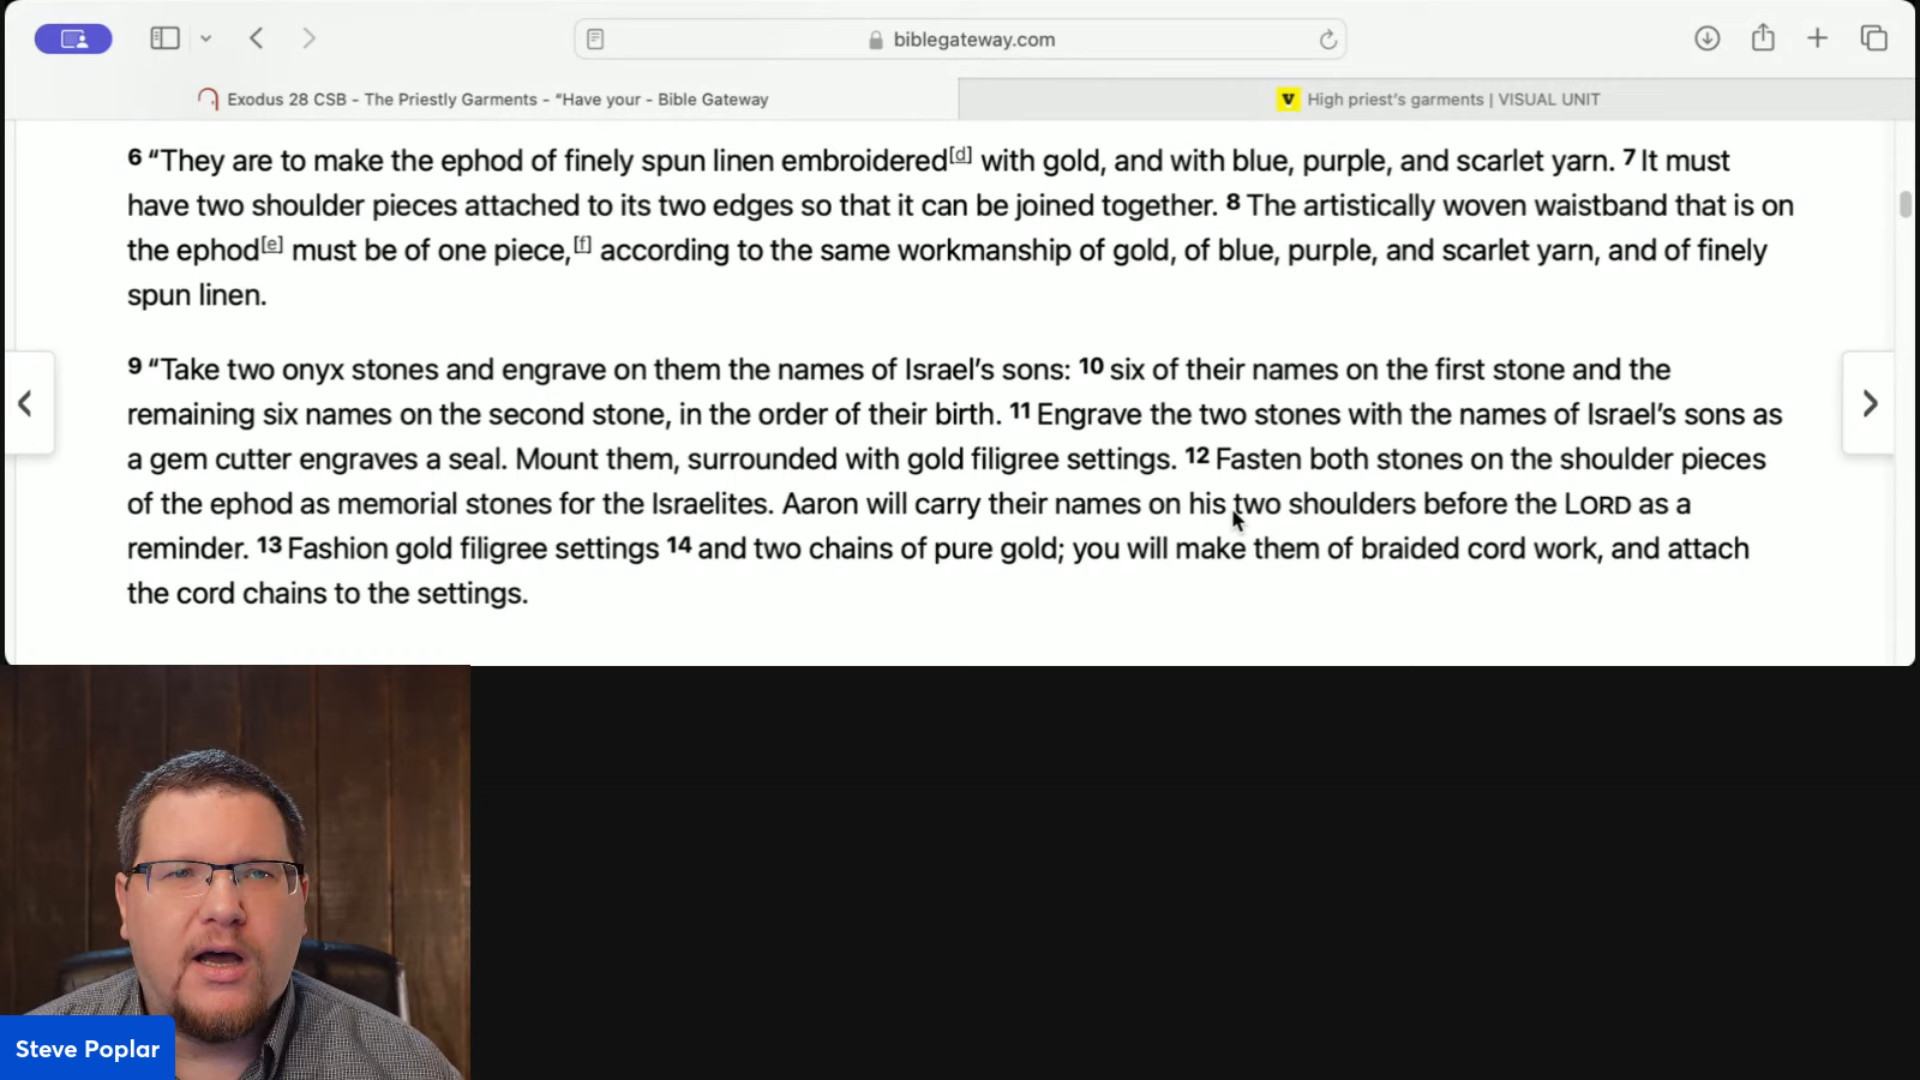 biblegateway.com
Exodus 28 CSB - The Priestly Garments - “Have your - Bible Gateway
V High priest's garments | VISUAL UNIT
6 “They are to make the ephod of finely spun linen embroidered[d] with gold, and with blue, purple, and scarlet yarn. 7 It must
have two shoulder pieces attached to its two edges so that it can be joined together. 8 The artistically woven waistband that is on
the ephod[e] must be of one piece,[f] according to the same workmanship of gold, of blue, purple, and scarlet yarn, and of finely
spun linen.
9 “Take two onyx stones and engrave on them the names of Israel’s sons: 10 six of their names on the first stone and the
remaining six names on the second stone, in the order of their birth. 11 Engrave the two stones with the names of Israel’s sons as
a gem cutter engraves a seal. Mount them, surrounded with gold filigree settings. 12 Fasten both stones on the shoulder pieces
of the ephod as memorial stones for the Israelites. Aaron will carry their names on his two shoulders before the LORD as a
reminder. 13 Fashion gold filigree settings 14 and two chains of pure gold; you will make them of braided cord work, and attach
the cord chains to the settings.
Steve Poplar